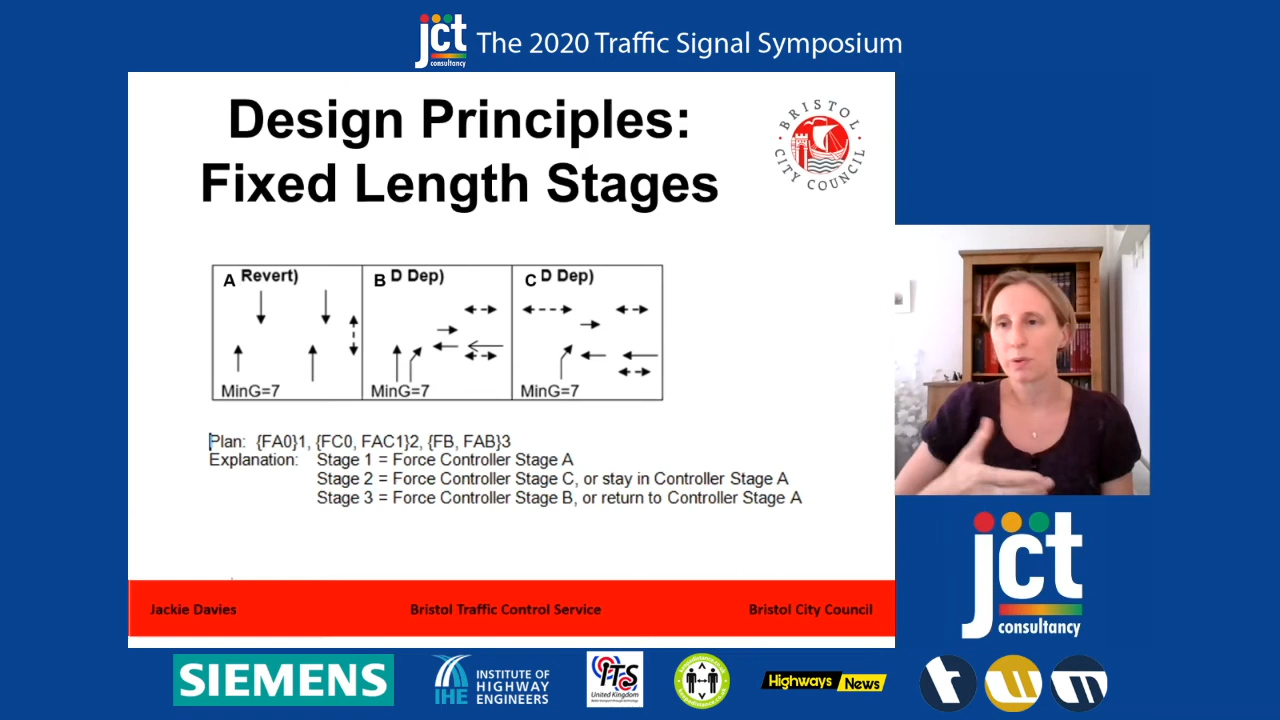 jct
consultancy
The 2020 Traffic Signal Symposium
Design Principles:
Fixed Length Stages
BRISTOL
CITY COUNCIL
A Revert)
B D Dep)
C D Dep)
MinG=7
MinG=7
MinG=7
Plan: {FA0}1, {FC0, FAC1}2, {FB, FAB}3
Explanation: Stage 1 = Force Controller Stage A
Stage 2 = Force Controller Stage C, or stay in Controller Stage A
Stage 3 = Force Controller Stage B, or return to Controller Stage A
Jackie Davies
Bristol Traffic Control Service
Bristol City Council
jct
consultancy
SIEMENS
IHE
INSTITUTE OF
HIGHWAY
ENGINEERS
ITS
United Kingdom
Highways News